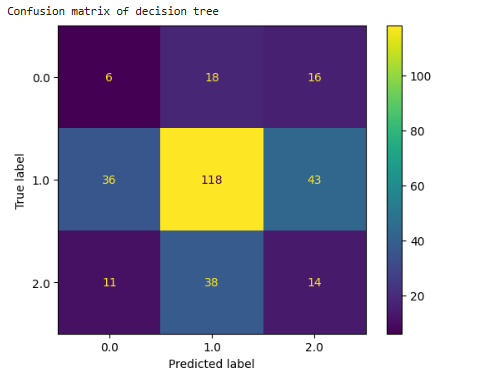 Confusion matrix of decision tree
0.0 6 18 16
1.0 36 118 43
2.0 11 38 14
0.0 1.0 2.0
True label
Predicted label
100
80
60
40
20